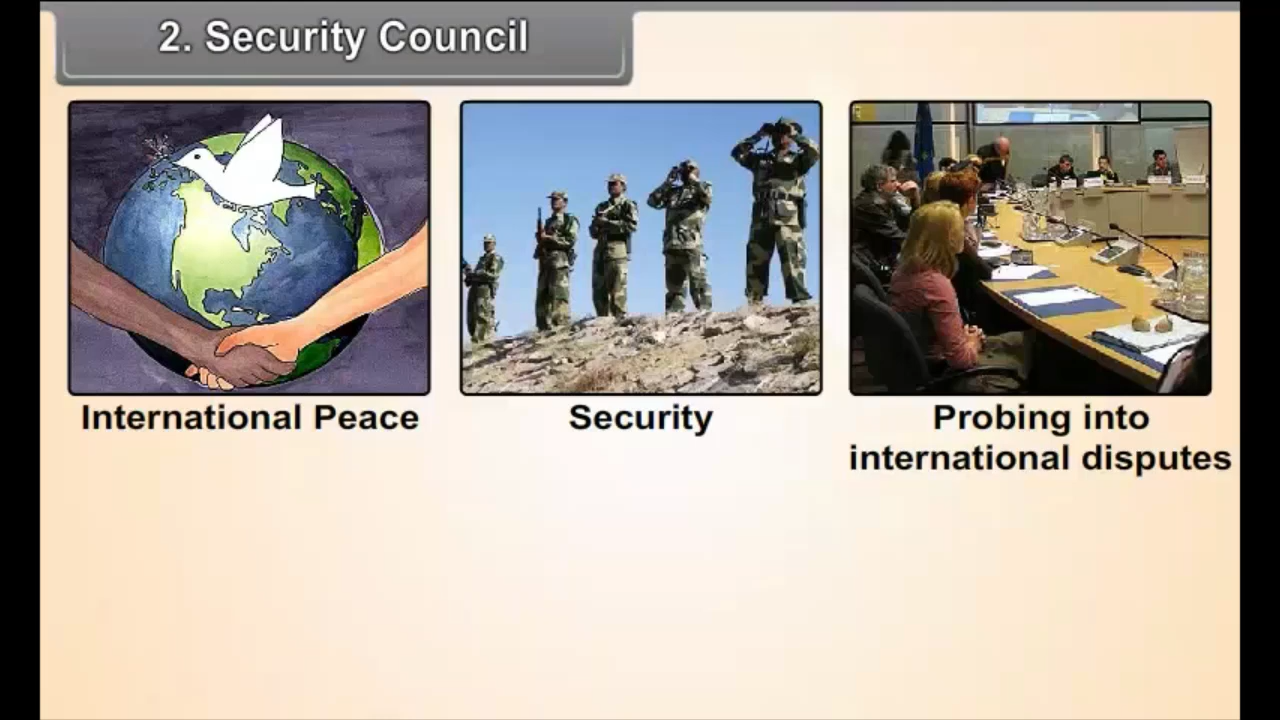 2. Security Council
International Peace
Security
Probing into
international disputes